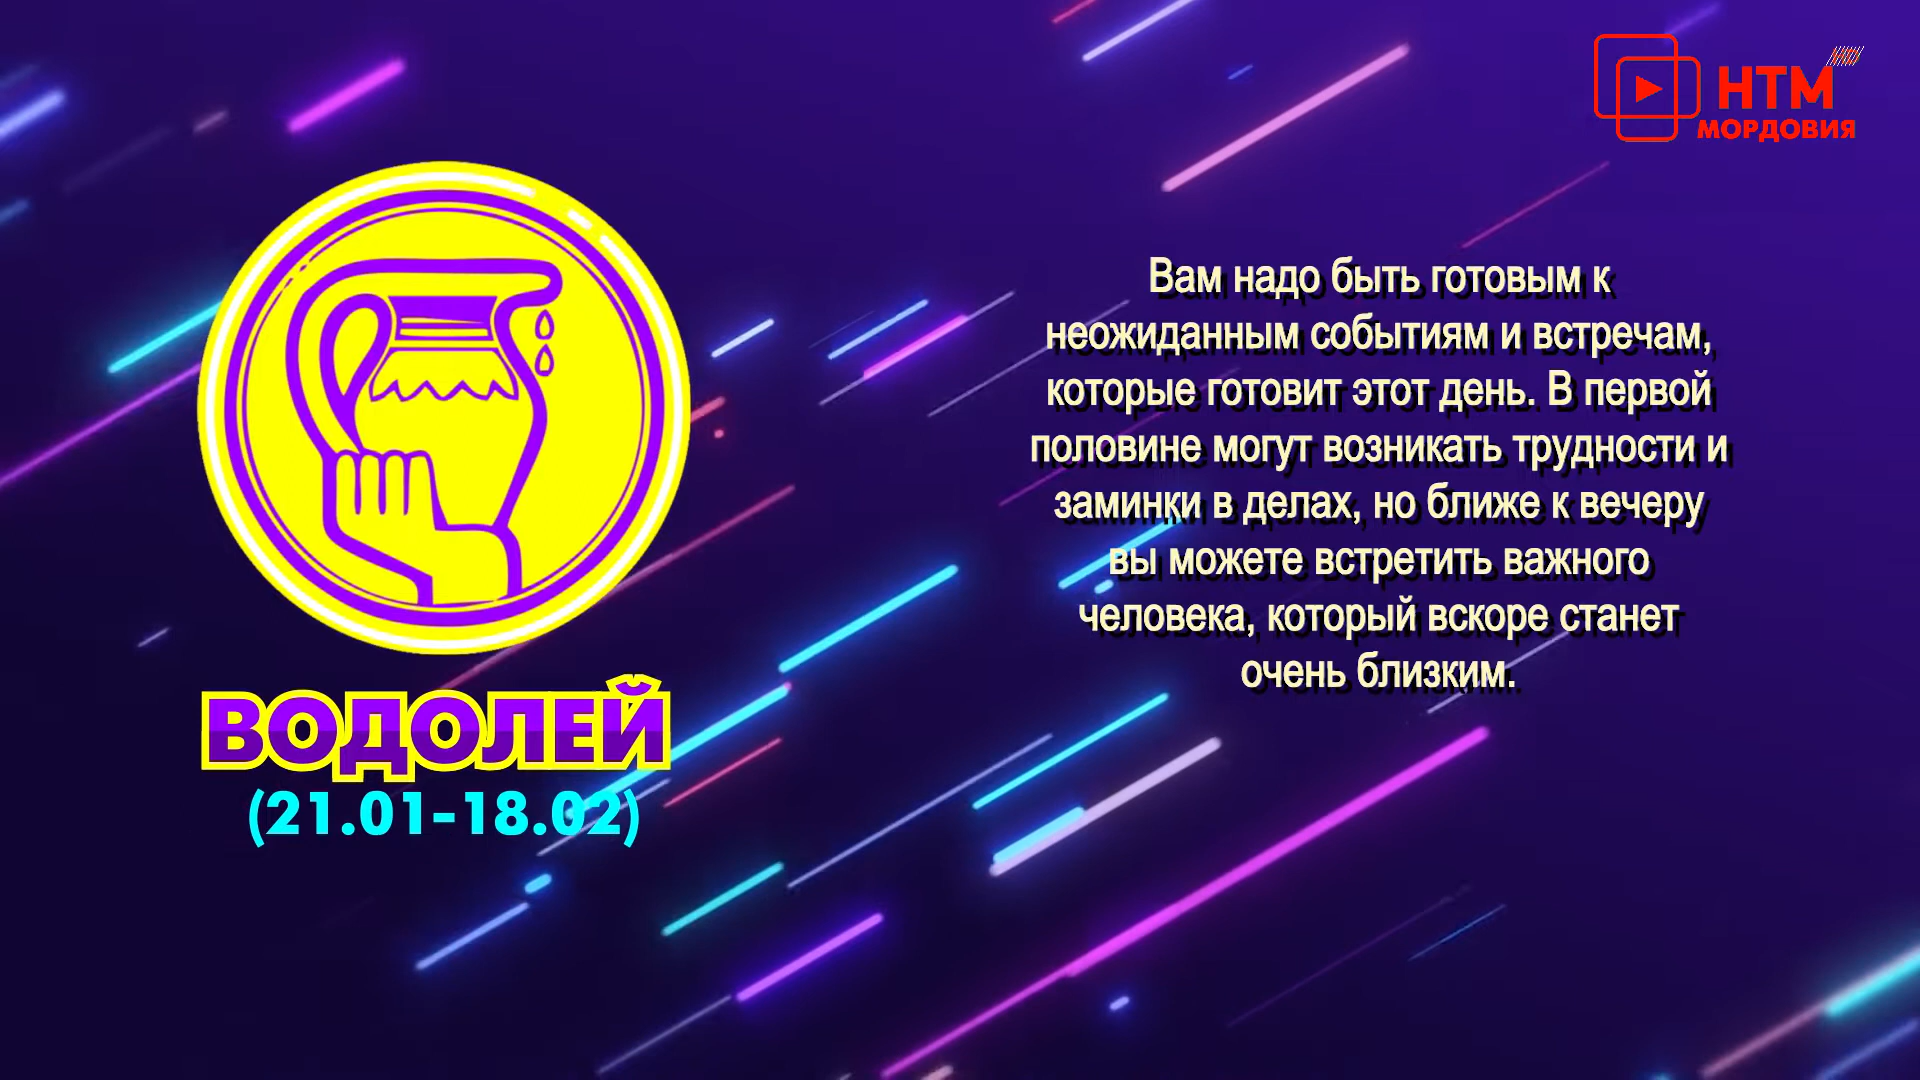 НТМ
МОРДОВИЯ
Вам надо быть готовым к
неожиданным событиям и встречам,
которые готовит этот день. В первой
половине могут возникать трудности и
заминки в делах, но ближе к вечеру
вы можете встретить важного
человека, который вскоре станет
очень близким.
ВОДОЛЕЙ
(21.01-18.02)